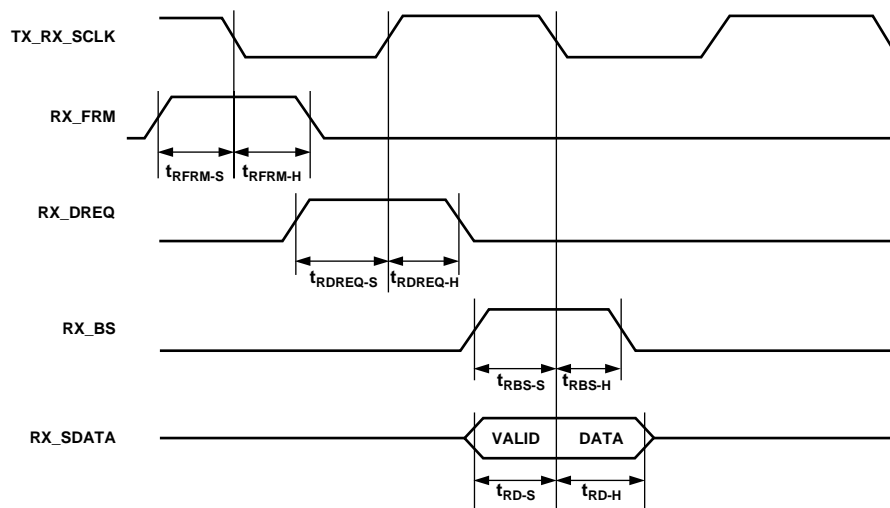 TX_RX_SCLK
RX_FRM
tRFRM-S tRFRM-H
RX_DREQ
tRDREQ-S tRDREQ-H
RX_BS
tRBS-S tRBS-H
RX_SDATA VALID DATA
tRD-S tRD-H